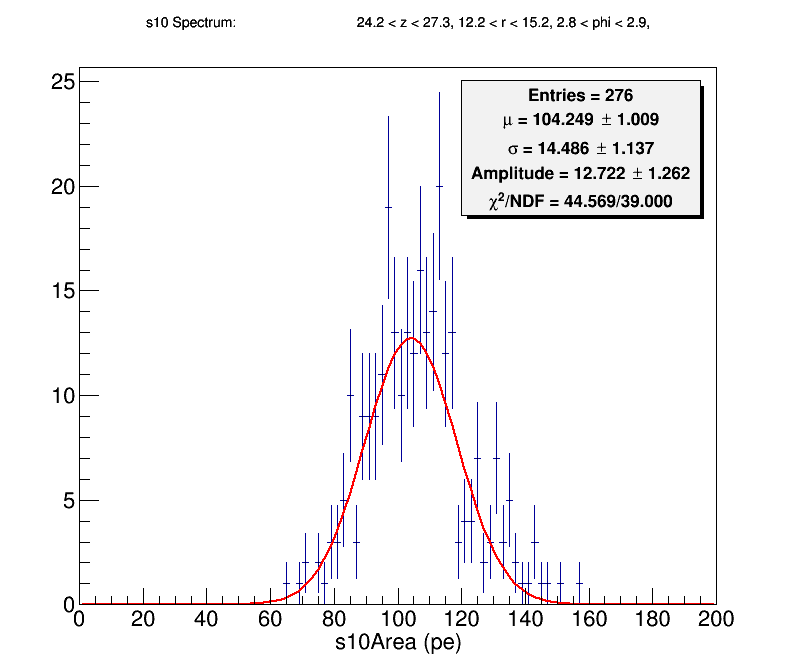 s10 Spectrum: 24.2 < z < 27.3, 12.2 < r < 15.2, 2.8 < phi < 2.9,
25
20
15
10
5
0
Entries = 276
μ = 104.249 ± 1.009
σ = 14.486 ± 1.137
Amplitude = 12.722 ± 1.262
χ²/NDF = 44.569/39.000
0 20 40 60 80 100 120 140 160 180 200
s10Area (pe)